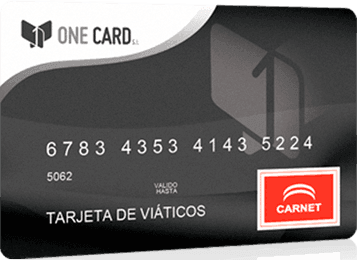 ONE CARD S.I.
6783 4353 4143 5224
5062
VALIDO
HASTA
TARJETA DE VIÁTICOS
CARNET